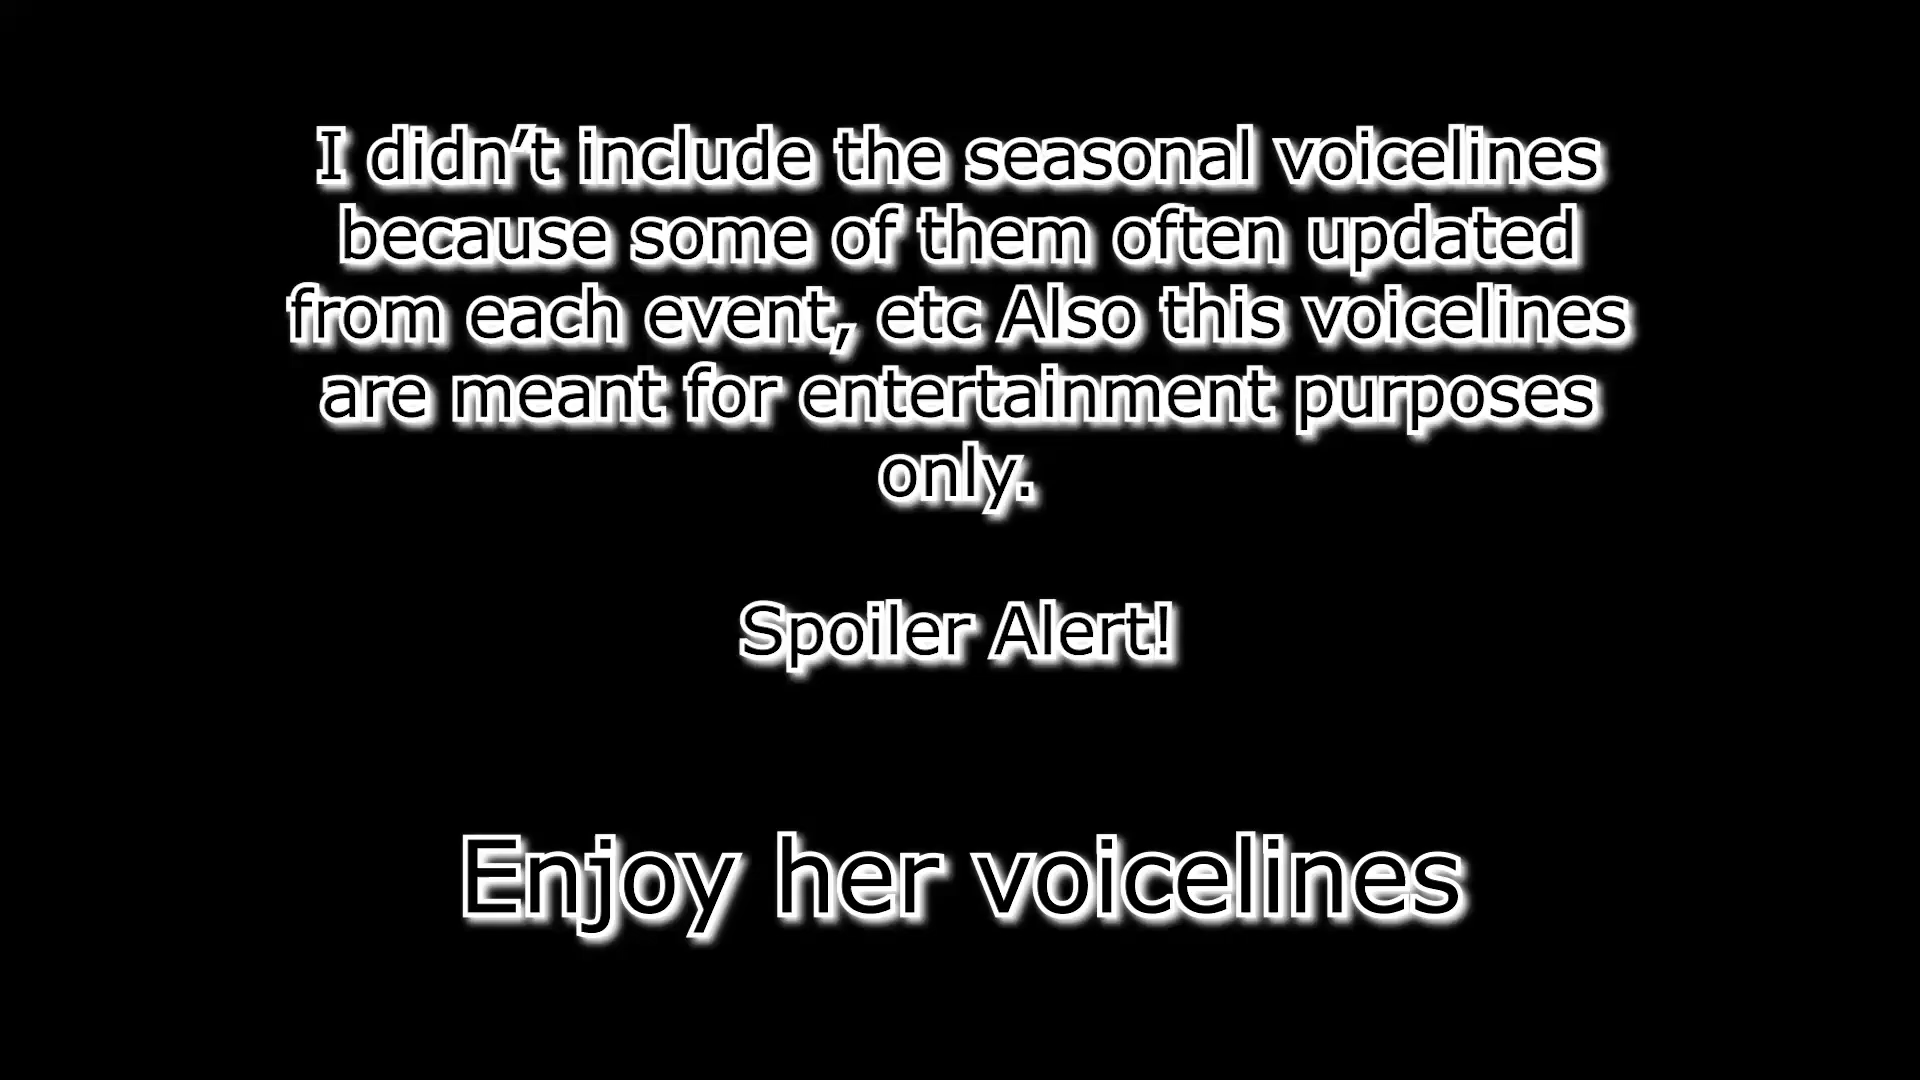 I didn’t include the seasonal voicelines
because some of them often updated
from each event, etc Also this voicelines
are meant for entertainment purposes
only.
Spoiler Alert!
Enjoy her voicelines